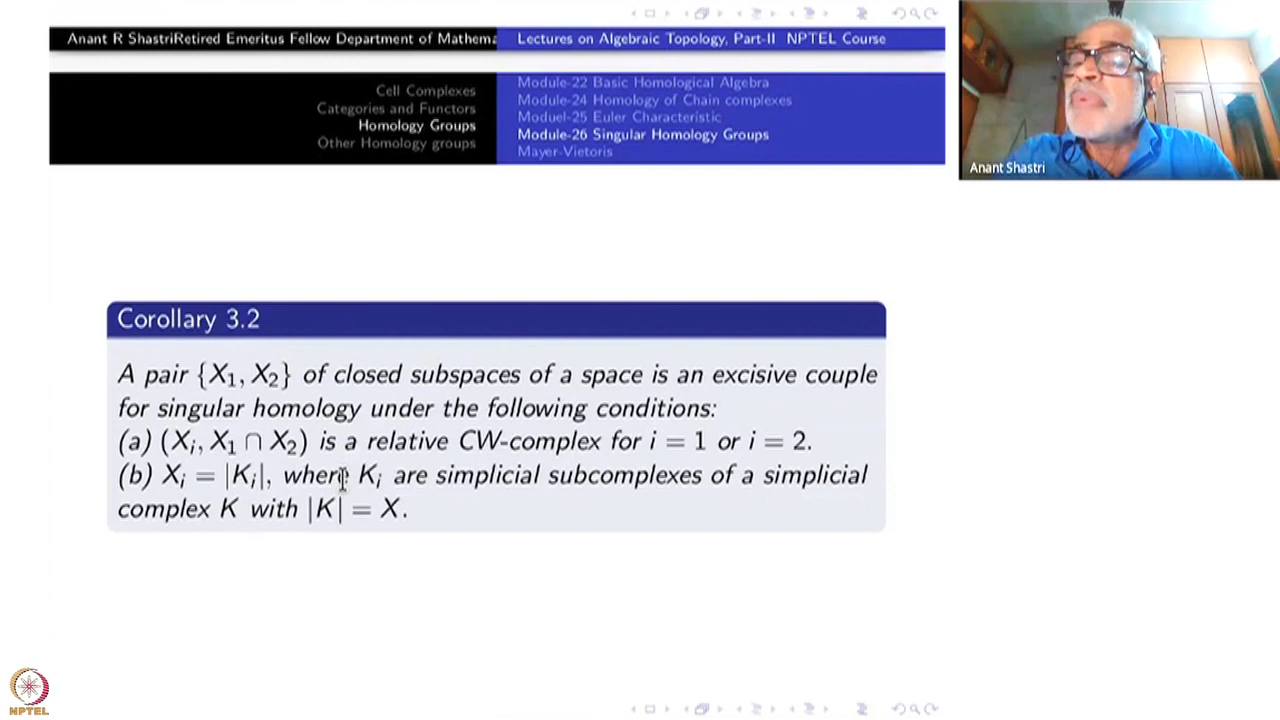 Anant R ShastriRetired Emeritus Fellow Department of Mathema
Lectures on Algebraic Topology, Part-II NPTEL Course
Cell Complexes
Categories and Functors
Homology Groups
Other Homology groups
Module-22 Basic Homological Algebra
Module-24 Homology of Chain complexes
Moduel-25 Euler Characteristic
Module-26 Singular Homology Groups
Mayer-Vietoris
Anant Shastri
Corollary 3.2
A pair {X₁, X₂} of closed subspaces of a space is an excisive couple
for singular homology under the following conditions:
(a) (Xᵢ, X₁ ∩ X₂) is a relative CW-complex for i = 1 or i = 2.
(b) Xᵢ = |Kᵢ|, where Kᵢ are simplicial subcomplexes of a simplicial
complex K with |K| = X.
NPTEL